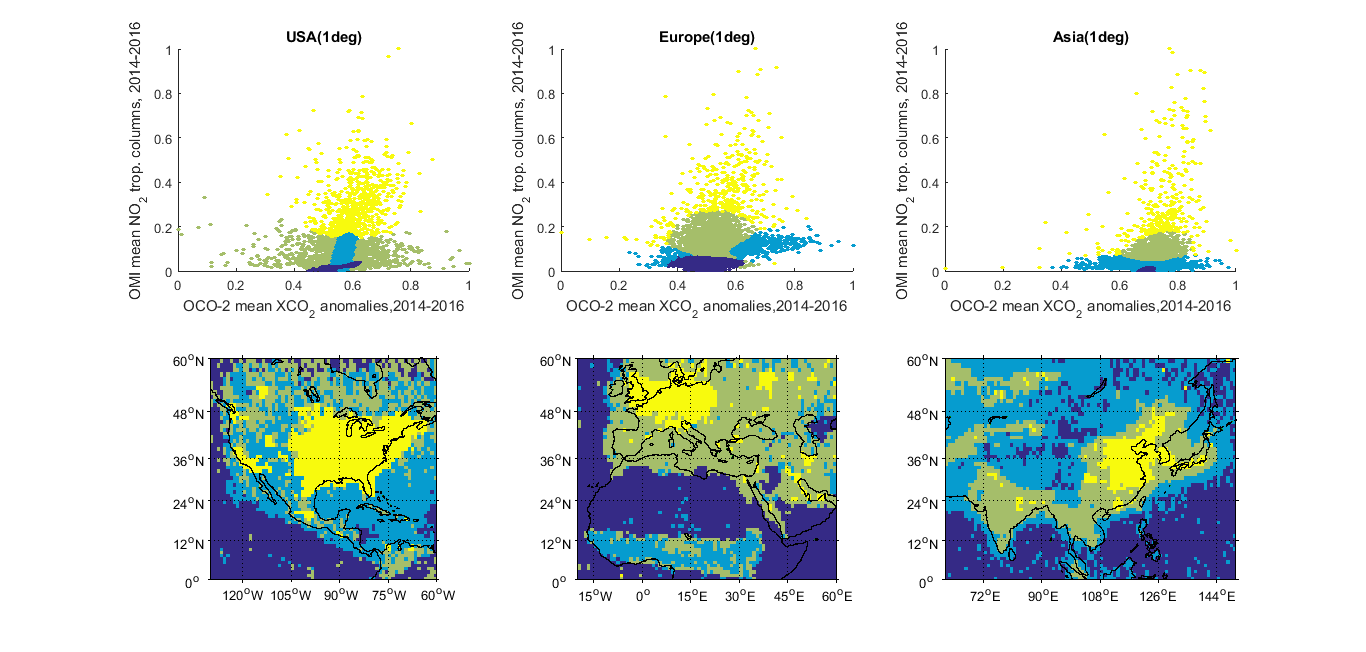 USA(1deg)
OMI mean NO2 trop. columns, 2014-2016
1
0.8
0.6
0.4
0.2
0
0 0.2 0.4 0.6 0.8 1
OCO-2 mean XCO2 anomalies,2014-2016
Europe(1deg)
OMI mean NO2 trop. columns, 2014-2016
1
0.8
0.6
0.4
0.2
0
0 0.2 0.4 0.6 0.8 1
OCO-2 mean XCO2 anomalies,2014-2016
Asia(1deg)
OMI mean NO2 trop. columns, 2014-2016
1
0.8
0.6
0.4
0.2
0
0 0.2 0.4 0.6 0.8 1
OCO-2 mean XCO2 anomalies,2014-2016
60°N
48°N
36°N
24°N
12°N
0°
120°W 105°W 90°W 75°W 60°W
60°N
48°N
36°N
24°N
12°N
0°
15°W 0° 15°E 30°E 45°E 60°E
60°N
48°N
36°N
24°N
12°N
0°
72°E 90°E 108°E 126°E 144°E